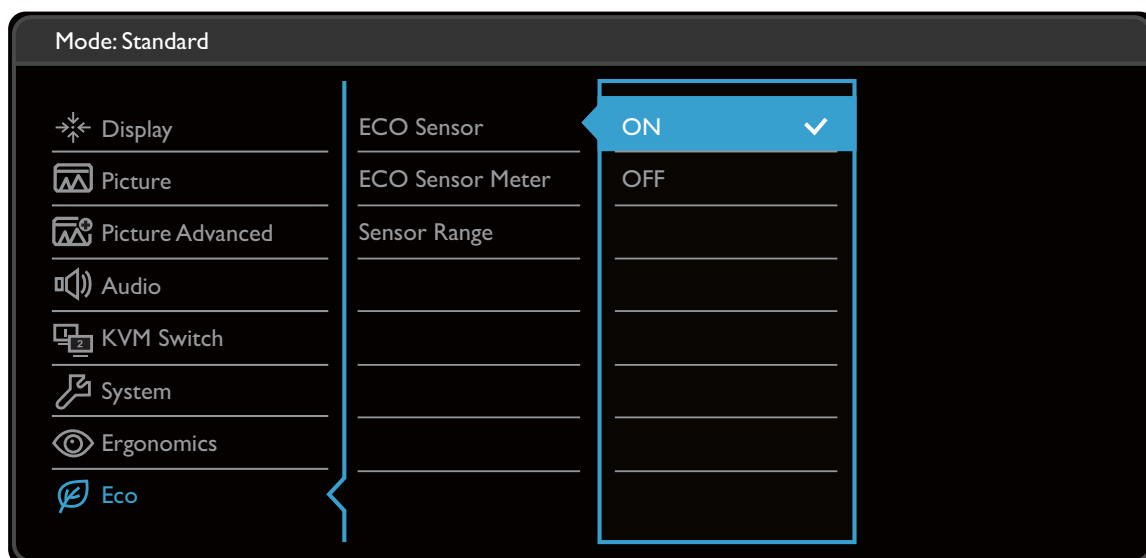 Mode: Standard
Display
ECO Sensor
ON
Picture
ECO Sensor Meter
OFF
Picture Advanced
Sensor Range
Audio
KVM Switch
2
System
Ergonomics
Eco